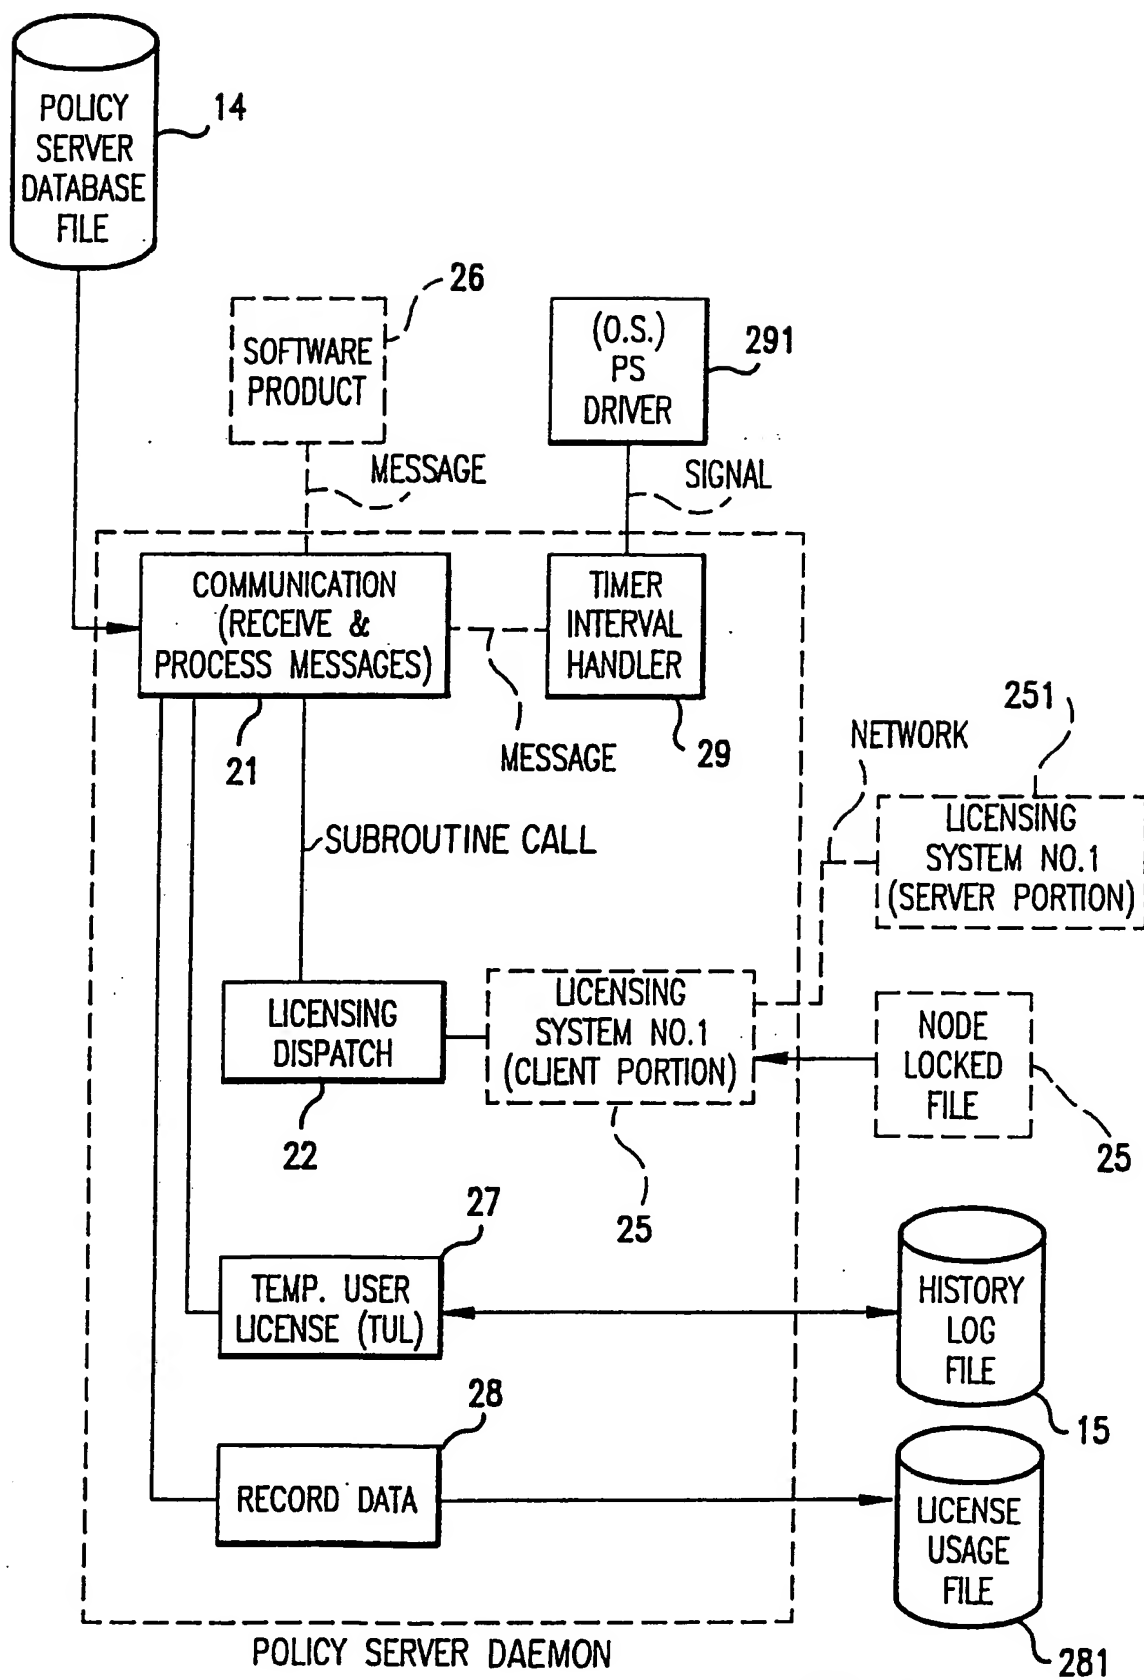 POLICY
SERVER
DATABASE
FILE
14
SOFTWARE
PRODUCT
26
(O.S.)
PS
DRIVER
291
MESSAGE
SIGNAL
COMMUNICATION
(RECEIVE &
PROCESS MESSAGES)
21
TIMER
INTERVAL
HANDLER
29
MESSAGE
SUBROUTINE CALL
NETWORK
251
LICENSING
SYSTEM NO.1
(SERVER PORTION)
LICENSING
DISPATCH
22
LICENSING
SYSTEM NO.1
(CLIENT PORTION)
25
NODE
LOCKED
FILE
25
27
TEMP. USER
LICENSE (TUL)
HISTORY
LOG
FILE
15
28
RECORD DATA
LICENSE
USAGE
FILE
281
POLICY SERVER DAEMON